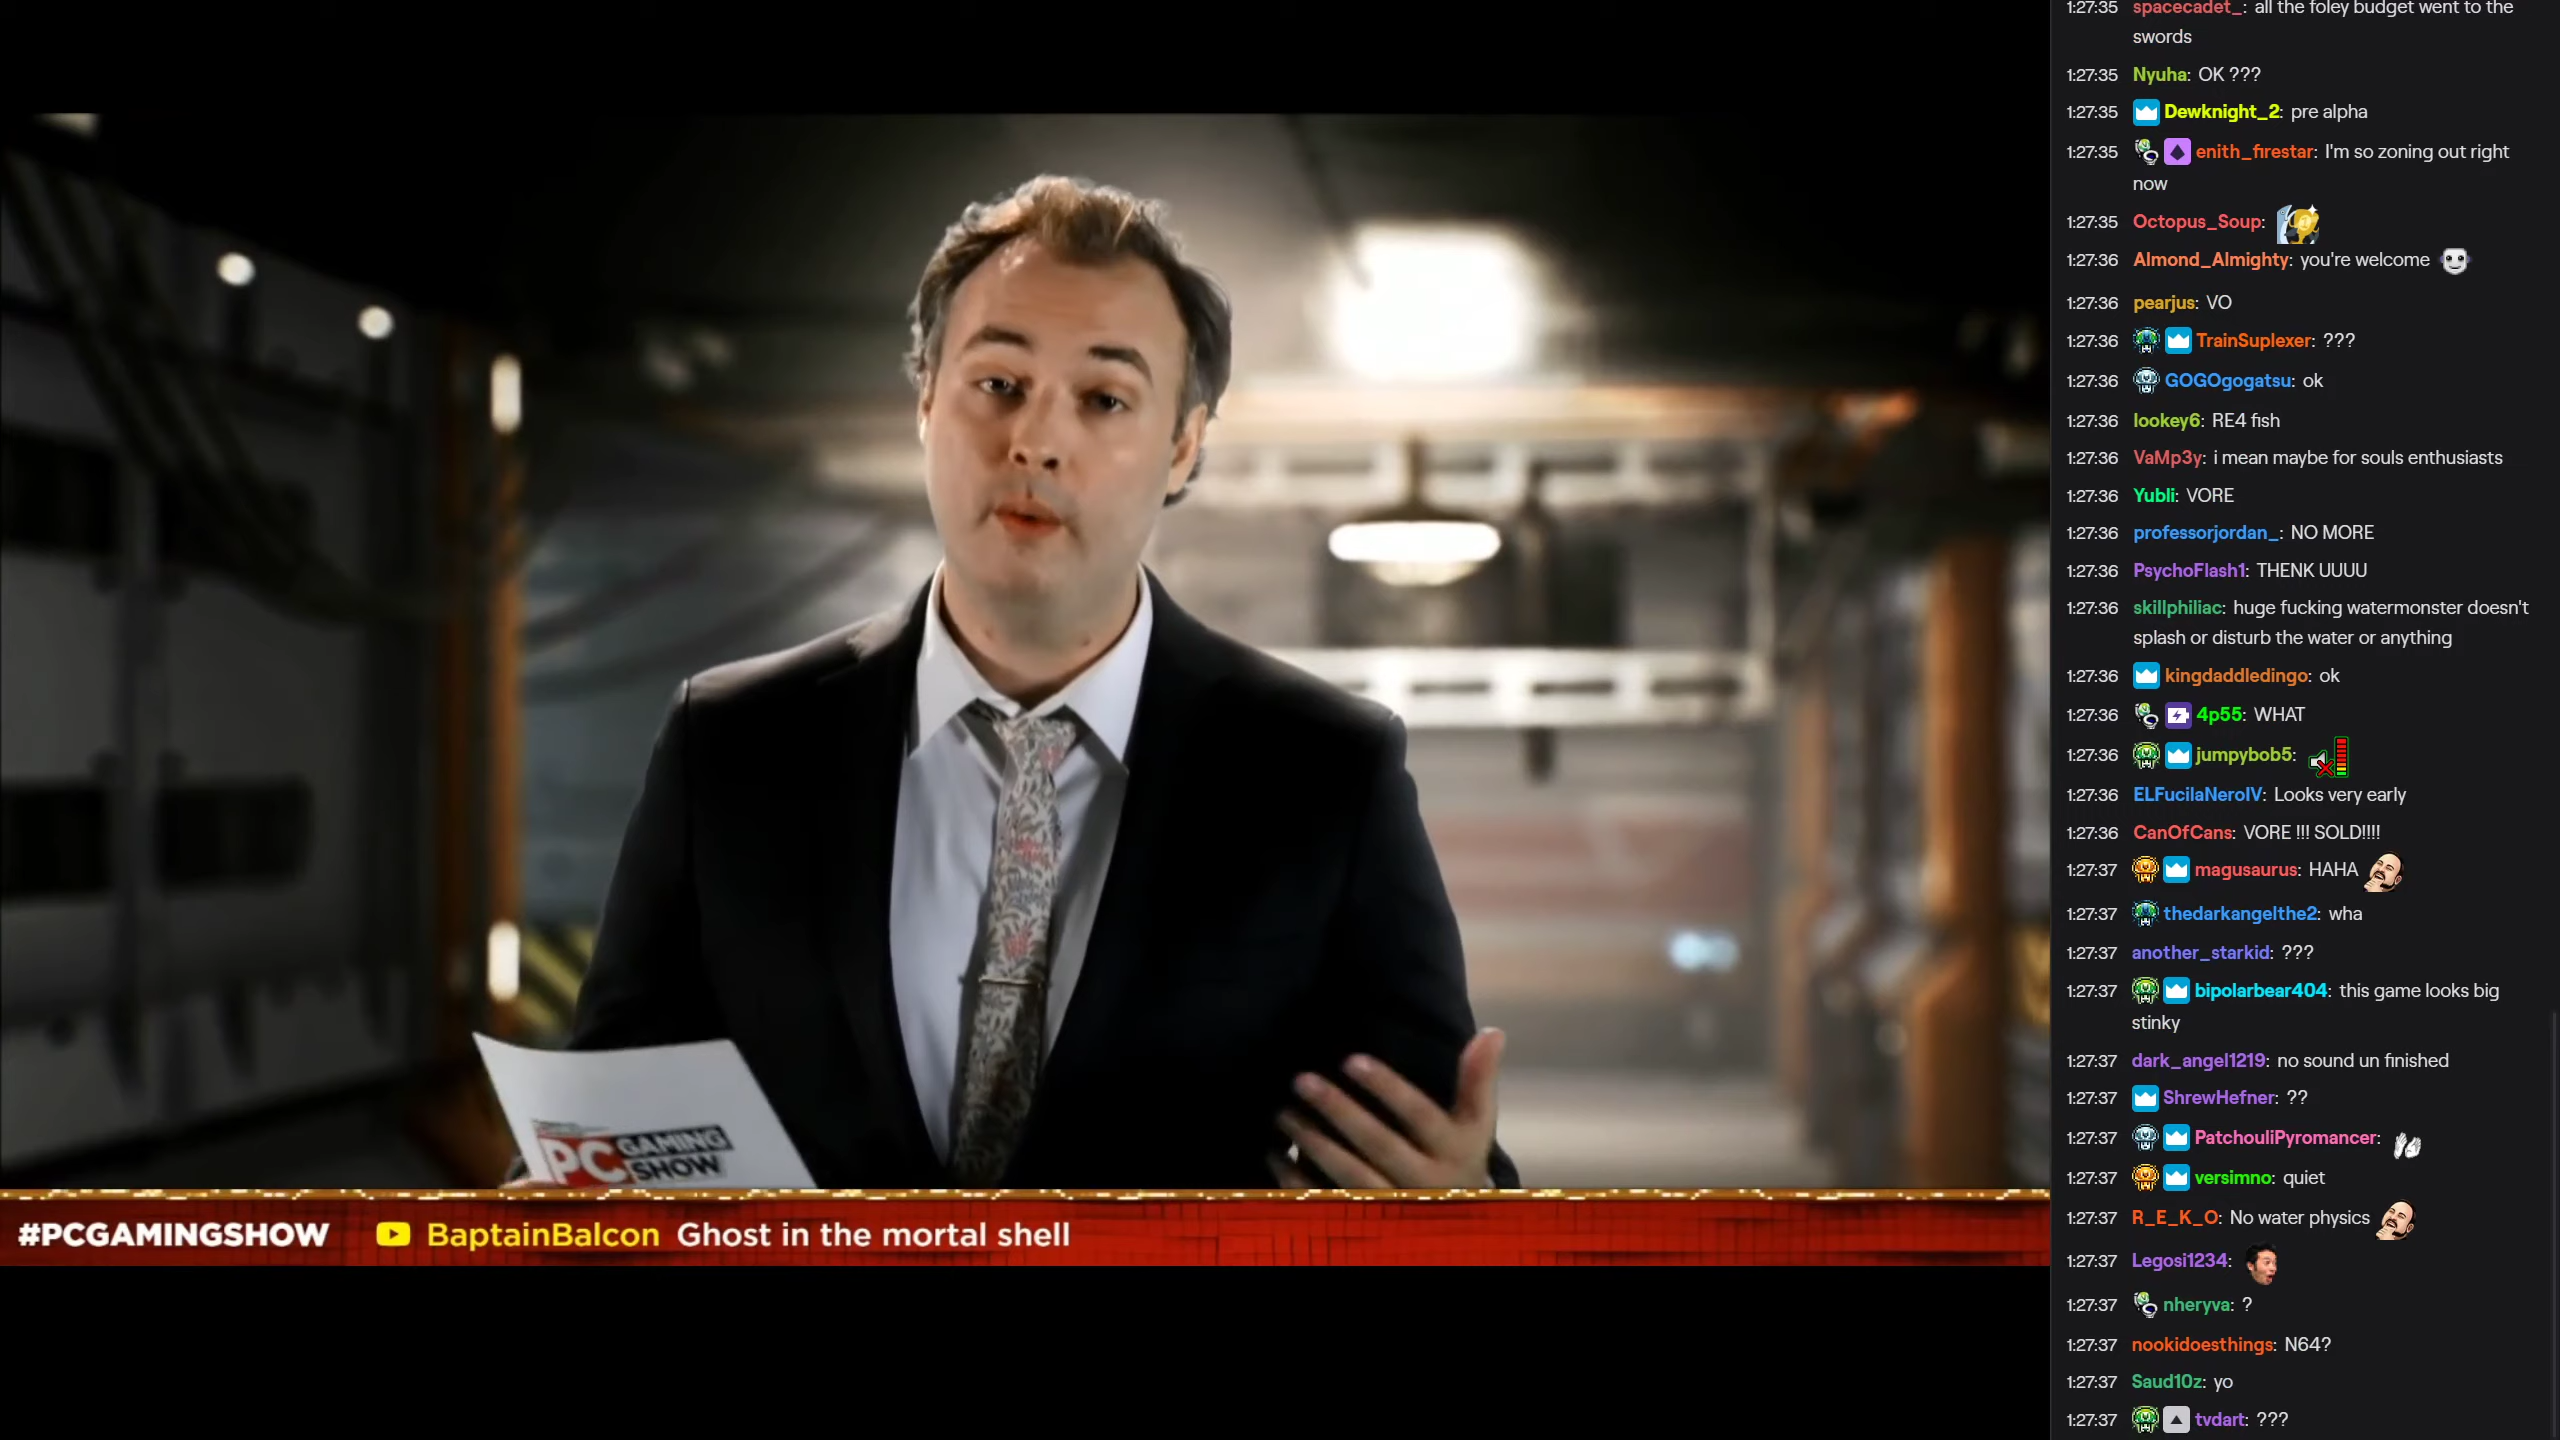 PC GAMING
SHOW
#PCGAMINGSHOW BaptainBalcon Ghost in the mortal shell
1:27:35 spacecadet_: all the foley budget went to the
swords
1:27:35 Nyuha: OK ???
1:27:35 Dewknight_2: pre alpha
1:27:35 enith_firestar: I'm so zoning out right
now
1:27:35 Octopus_Soup:
1:27:36 Almond_Almighty: you're welcome
1:27:36 pearjus: VO
1:27:36 TrainSuplexer: ???
1:27:36 GOGOgogatsu: ok
1:27:36 lookey6: RE4 fish
1:27:36 VaMp3y: i mean maybe for souls enthusiasts
1:27:36 Yubli: VORE
1:27:36 professorjordan_: NO MORE
1:27:36 PsychoFlash1: THENK UUUU
1:27:36 skillphiliac: huge fucking watermonster doesn't
splash or disturb the water or anything
1:27:36 kingdaddledingo: ok
1:27:36 4p55: WHAT
1:27:36 jumpybob5:
1:27:36 ELFucilaNeroIV: Looks very early
1:27:36 CanOfCans: VORE !!! SOLD!!!!
1:27:37 magusaurus: HAHA
1:27:37 thedarkangelthe2: wha
1:27:37 another_starkid: ???
1:27:37 bipolarbear404: this game looks big
stinky
1:27:37 dark_angel1219: no sound un finished
1:27:37 ShrewHefner: ??
1:27:37 PatchouliPyromancer:
1:27:37 versimno: quiet
1:27:37 R_E_K_O: No water physics
1:27:37 Legosi1234:
1:27:37 nheryva: ?
1:27:37 nookidoesthings: N64?
1:27:37 Saud10z: yo
1:27:37 tvdart: ???